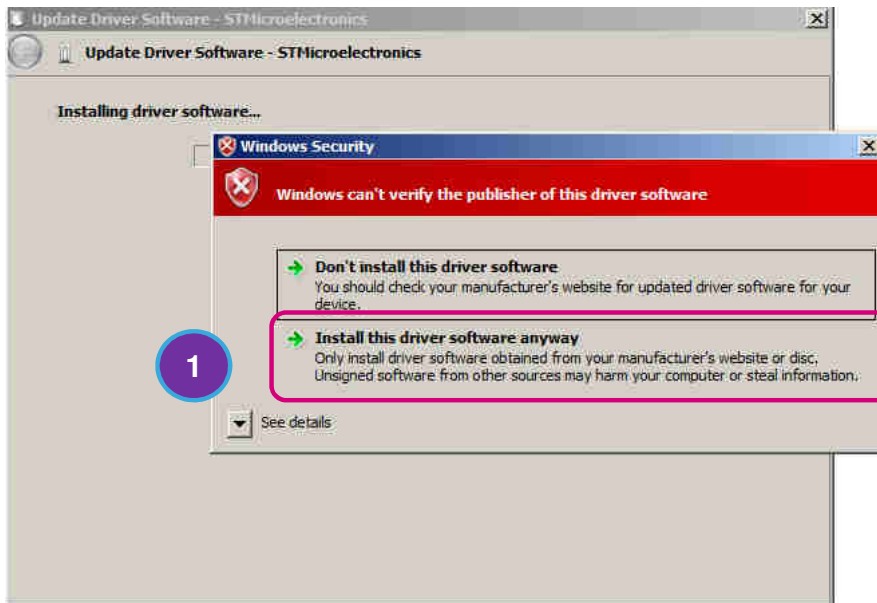 Update Driver Software - STMicroelectronics
Update Driver Software - STMicroelectronics
Installing driver software...
Windows Security
Windows can't verify the publisher of this driver software
Don't install this driver software
You should check your manufacturer's website for updated driver software for your
device.
1
Install this driver software anyway
Only install driver software obtained from your manufacturer's website or disc.
Unsigned software from other sources may harm your computer or steal information.
See details